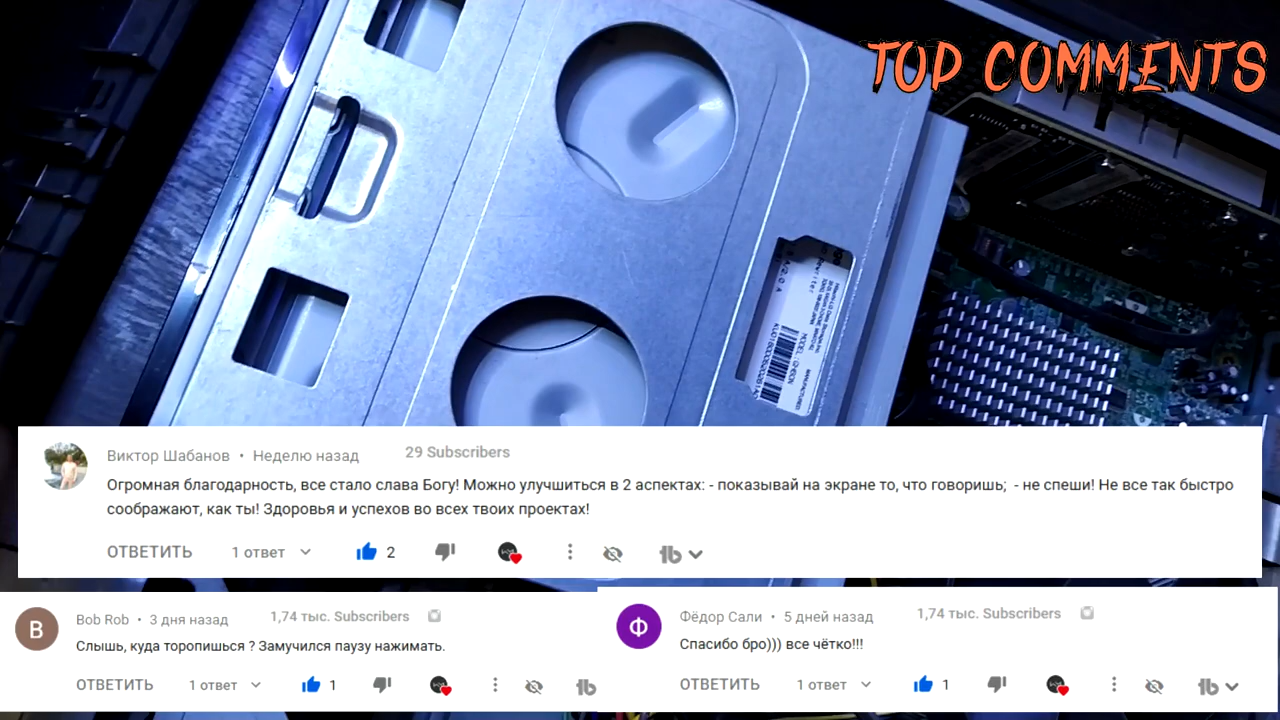 TOP COMMENTS
Виктор Шабанов • Неделю назад 29 Subscribers
Огромная благодарность, все стало слава Богу! Можно улучшиться в 2 аспектах: - показывай на экране то, что говоришь; - не спеши! Не все так быстро
соображают, как ты! Здоровья и успехов во всех твоих проектах!
ОТВЕТИТЬ 1 ответ 2
Bob Rob • 3 дня назад 1,74 тыс. Subscribers
B
Слышь, куда торопишься ? Замучился паузу нажимать.
ОТВЕТИТЬ 1 ответ 1
Фёдор Сали • 5 дней назад 1,74 тыс. Subscribers
Ф
Спасибо бро))) все чётко!!!
ОТВЕТИТЬ 1 ответ 1